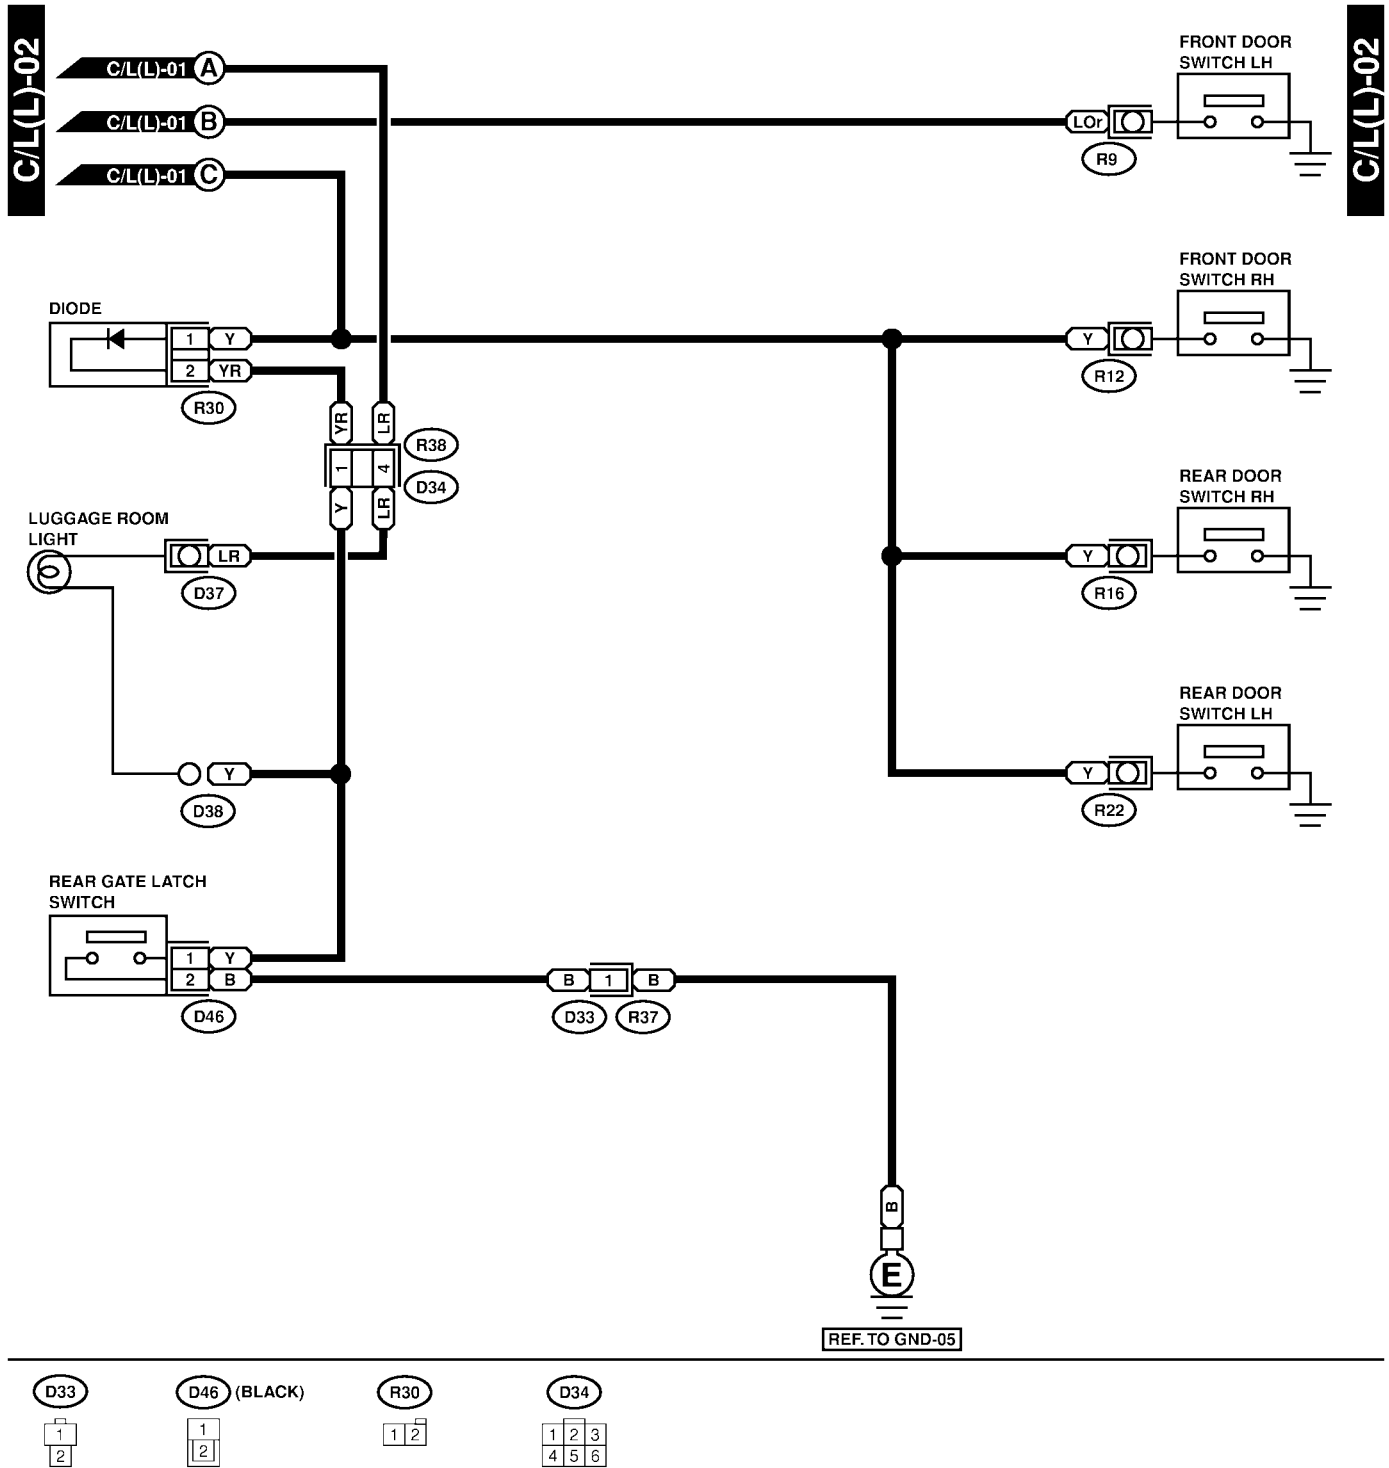 C/L(L)-02
C/L(L)-02
C/L(L)-01 A
C/L(L)-01 B
C/L(L)-01 C
FRONT DOOR
SWITCH LH
LOr
R9
FRONT DOOR
SWITCH RH
Y
R12
DIODE
1 Y
2 YR
R30
YR LR
R38
1 4
D34
Y LR
REAR DOOR
SWITCH RH
Y
R16
LUGGAGE ROOM
LIGHT
LR
D37
REAR DOOR
SWITCH LH
Y
R22
Y
D38
REAR GATE LATCH
SWITCH
1 Y
2 B
D46
B 1 B
D33 R37
B
E
REF. TO GND-05
D33
1
2
D46 (BLACK)
1
2
R30
1 2
D34
1 2 3
4 5 6